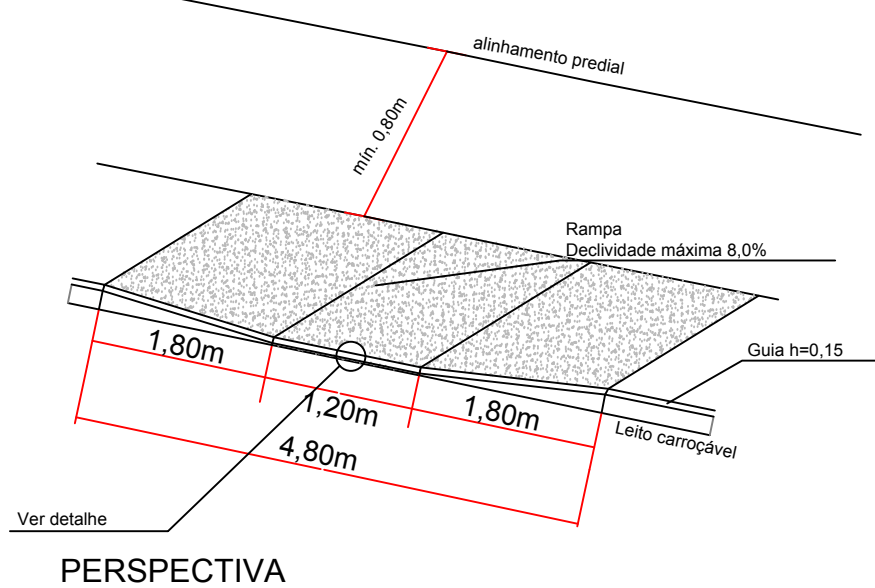 alinhamento predial
mín. 0,80m
Rampa
Declividade máxima 8,0%
Guia h=0,15
1,80m
1,20m
1,80m
Leito carroçável
4,80m
Ver detalhe
PERSPECTIVA